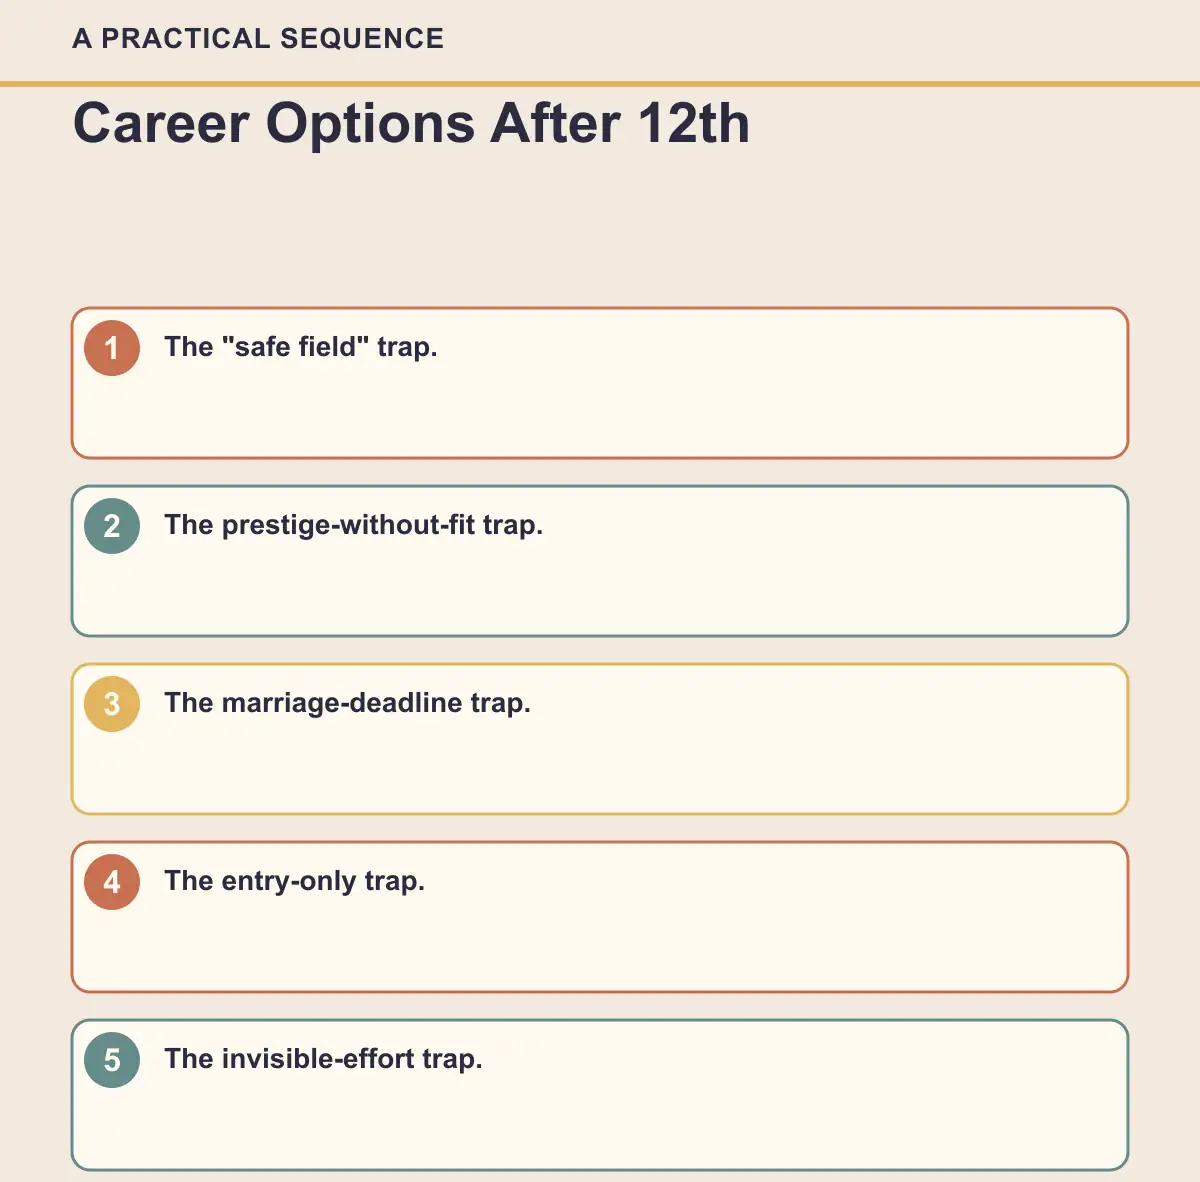 A PRACTICAL SEQUENCE
Career Options After 12th
1
The "safe field" trap.
2
The prestige-without-fit trap.
3
The marriage-deadline trap.
4
The entry-only trap.
5
The invisible-effort trap.